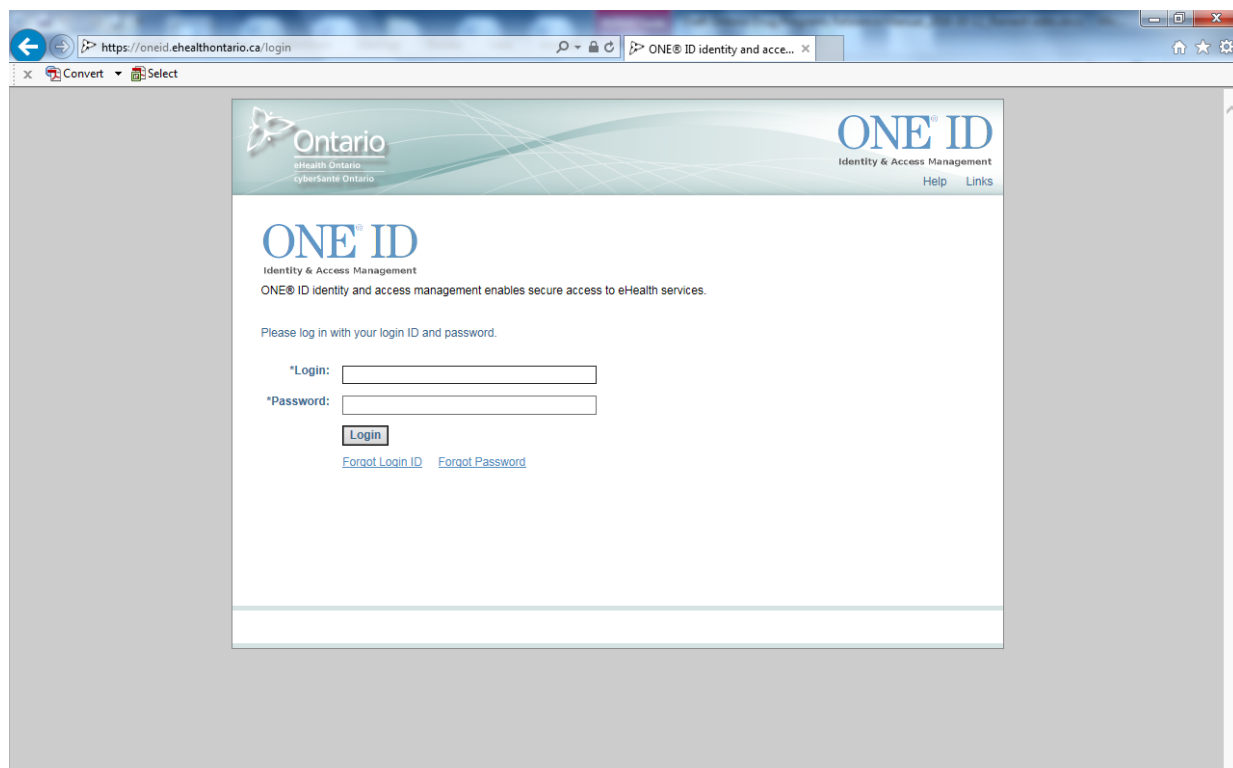 https://oneid.ehealthontario.ca/login
ONE® ID identity and acce...
x Convert Select
Ontario
eHealth Ontario
cyberSanté Ontario
ONE® ID
Identity & Access Management
Help Links
ONE® ID
Identity & Access Management
ONE® ID identity and access management enables secure access to eHealth services.
Please log in with your login ID and password.
*Login:
*Password:
Login
Forgot Login ID Forgot Password